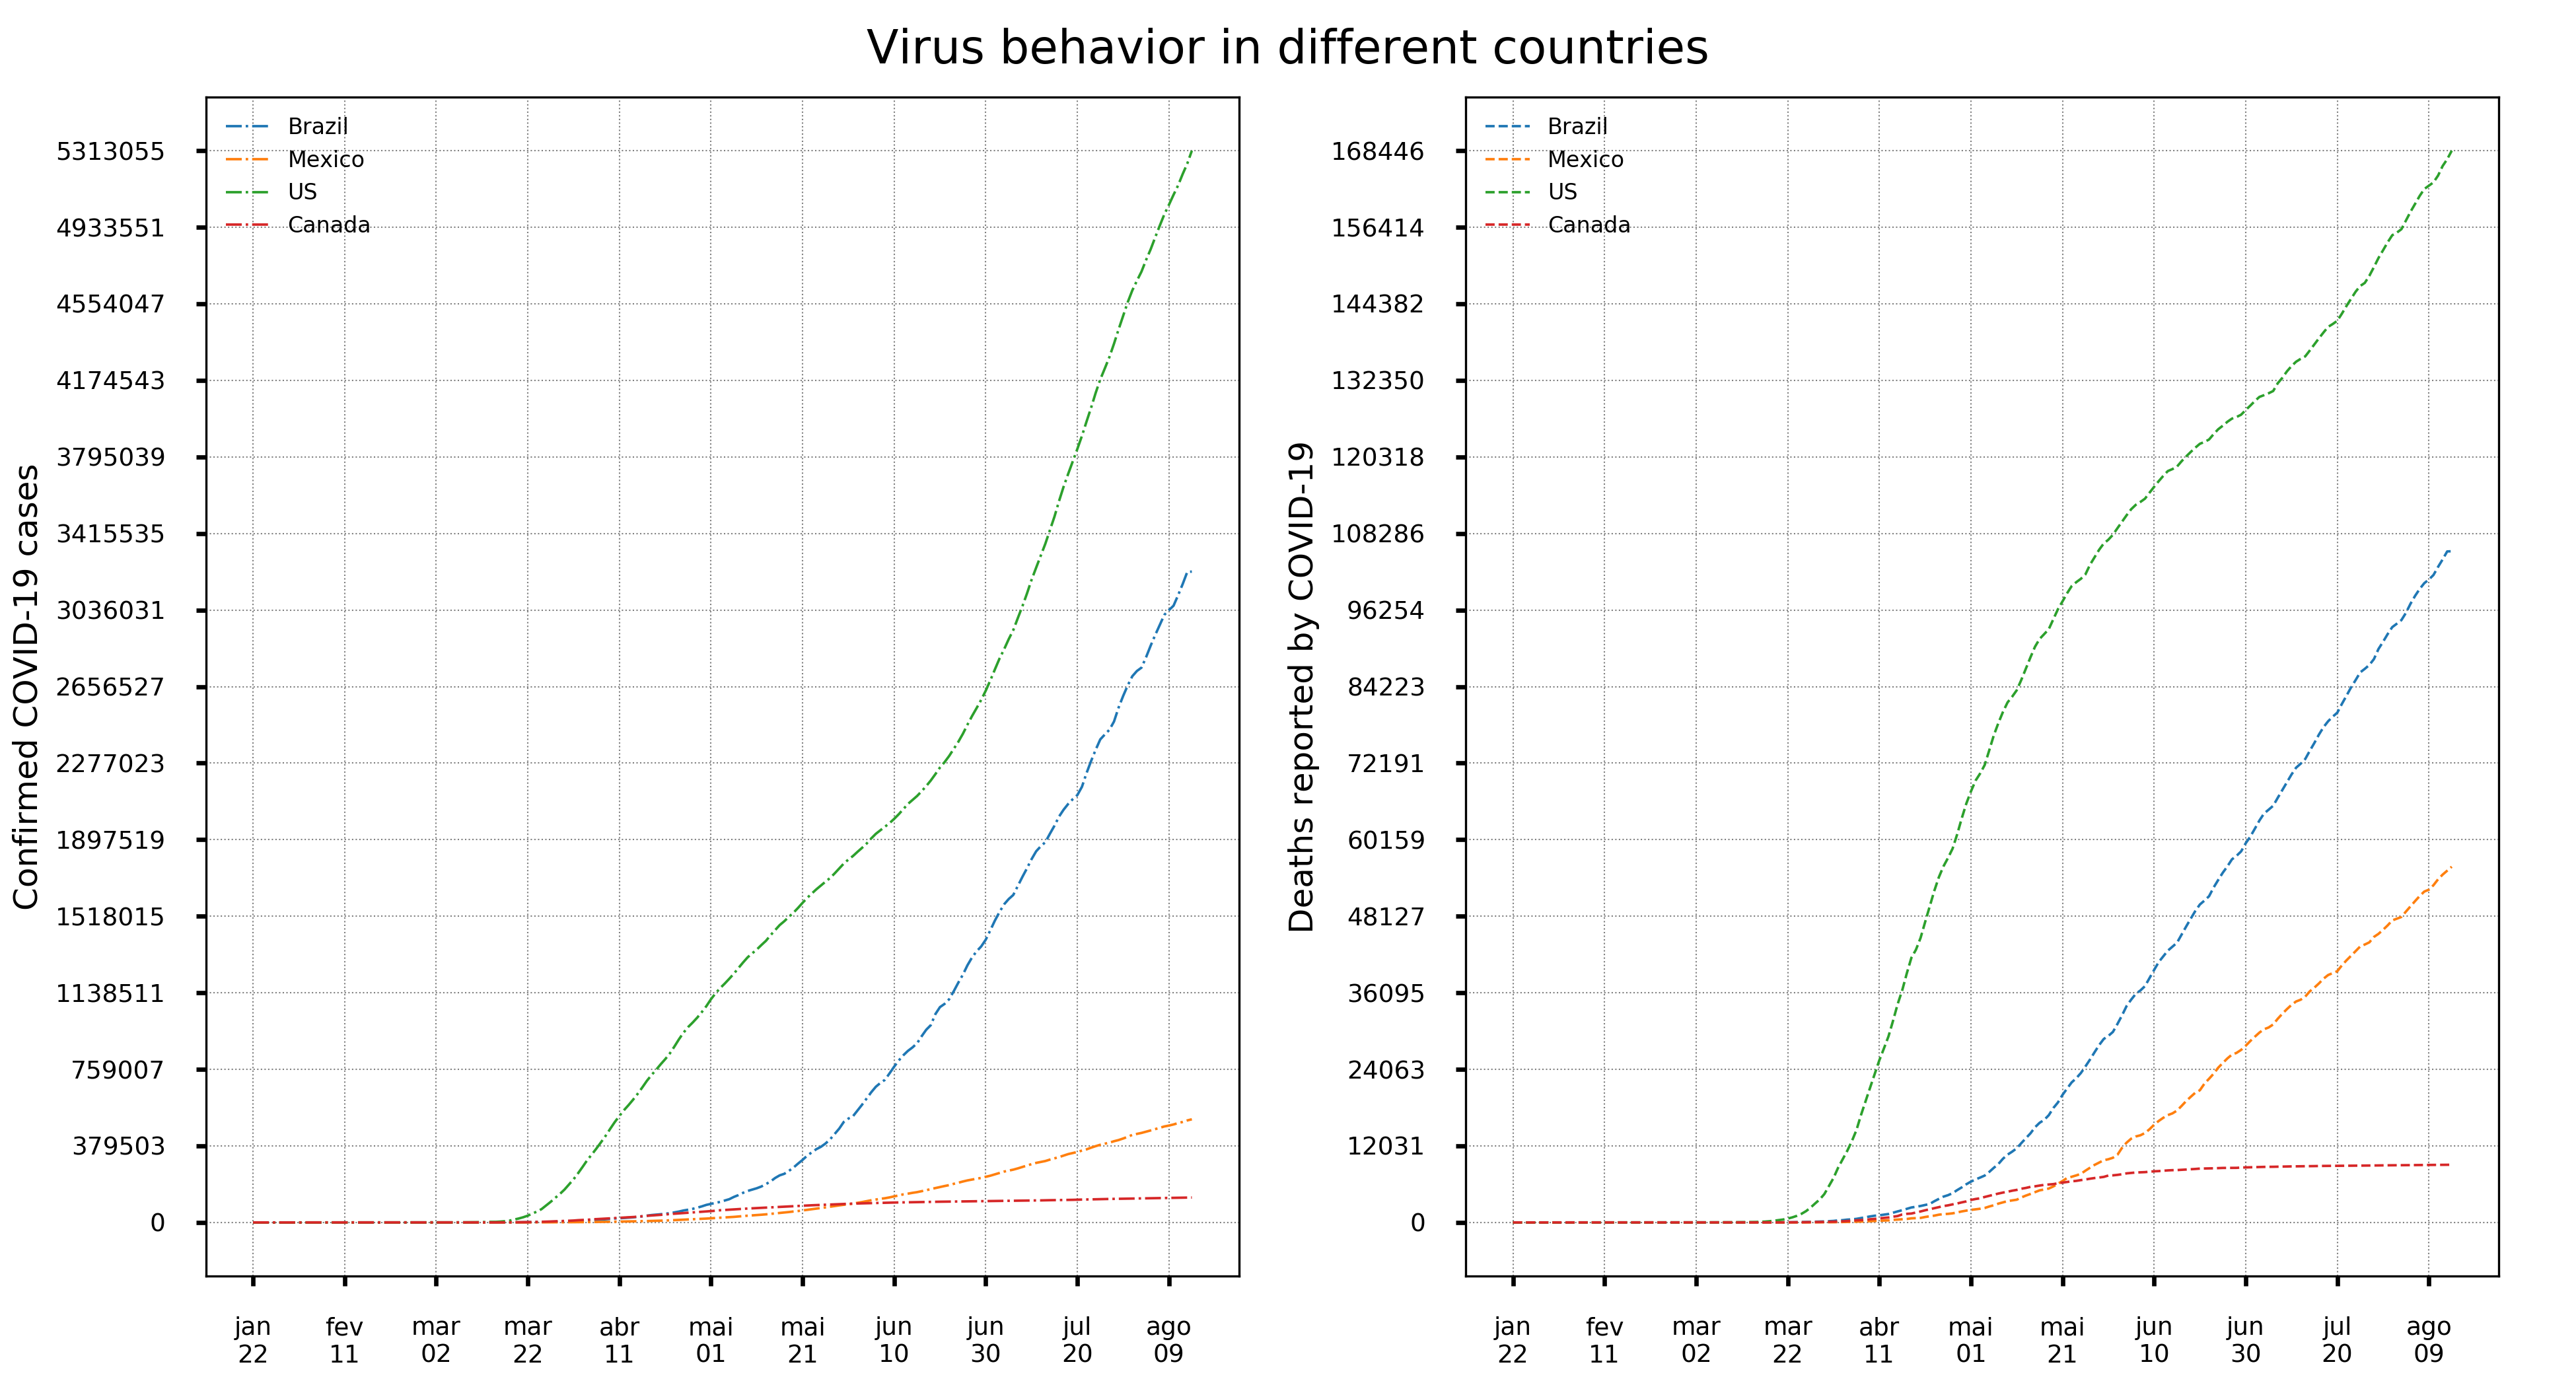 Virus behavior in different countries
Confirmed COVID-19 cases
Brazil
Mexico
US
Canada
5313055
4933551
4554047
4174543
3795039
3415535
3036031
2656527
2277023
1897519
1518015
1138511
759007
379503
0
jan fev mar mar abr mai mai jun jun jul ago
22 11 02 22 11 01 21 10 30 20 09
Deaths reported by COVID-19
Brazil
Mexico
US
Canada
168446
156414
144382
132350
120318
108286
96254
84223
72191
60159
48127
36095
24063
12031
0
jan fev mar mar abr mai mai jun jun jul ago
22 11 02 22 11 01 21 10 30 20 09